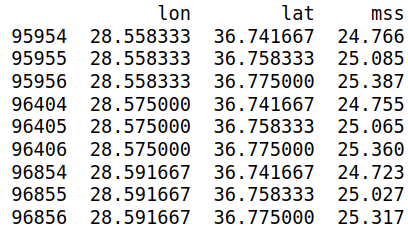 lon lat mss
95954 28.558333 36.741667 24.766
95955 28.558333 36.758333 25.085
95956 28.558333 36.775000 25.387
96404 28.575000 36.741667 24.755
96405 28.575000 36.758333 25.065
96406 28.575000 36.775000 25.360
96854 28.591667 36.741667 24.723
96855 28.591667 36.758333 25.027
96856 28.591667 36.775000 25.317